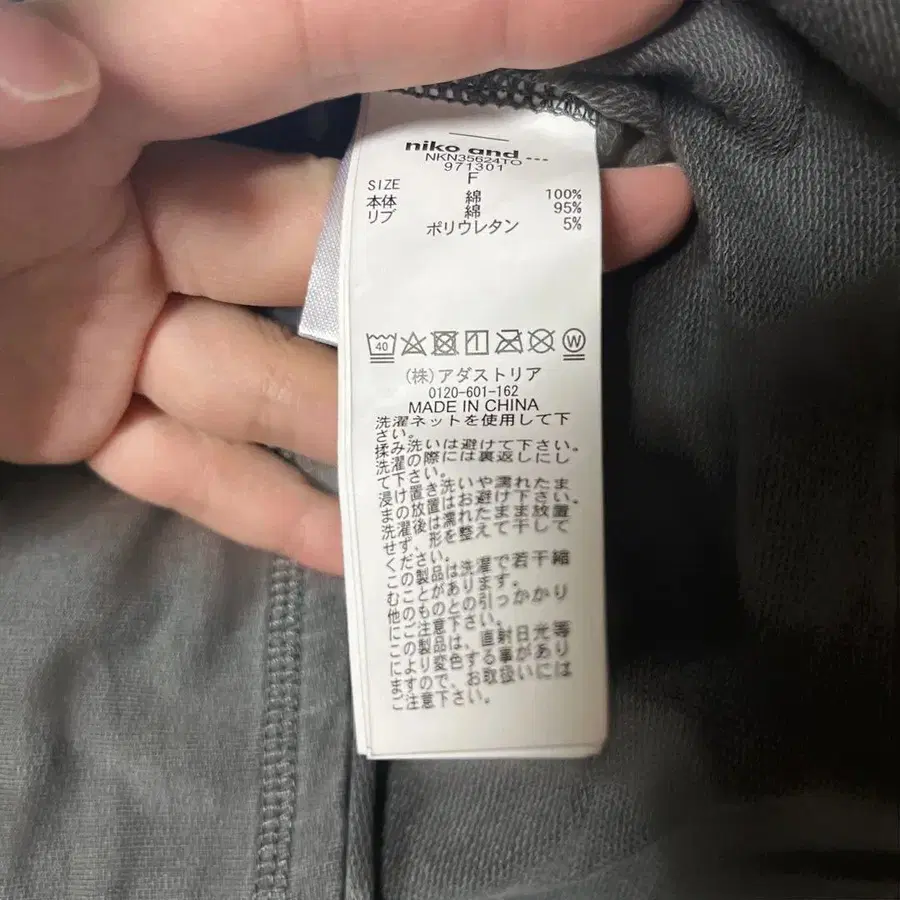 niko and ...
NKN35624TO
971301
SIZE F
本体 綿 100%
リブ 綿 95%
ポリウレタン 5%
40 W
(株)アダストリア
0120-601-162
MADE IN CHINA
洗濯ネットを使用して下
さい。
揉み洗いは避けて下さい。
洗濯の際には裏返しにし
て下さい。
浸け置き洗いや濡れたま
ま の放置はお避け下さい。
洗濯後は濡れたまま放置
せず、形を整えて干して
ください。
この製品は洗濯で若干縮
むことがあります。
他のものとの引っかかり
にご注意下さい。
この製品は、直射日光等
により変色する事があり
ますので、お取扱いには
ご注意下さい。